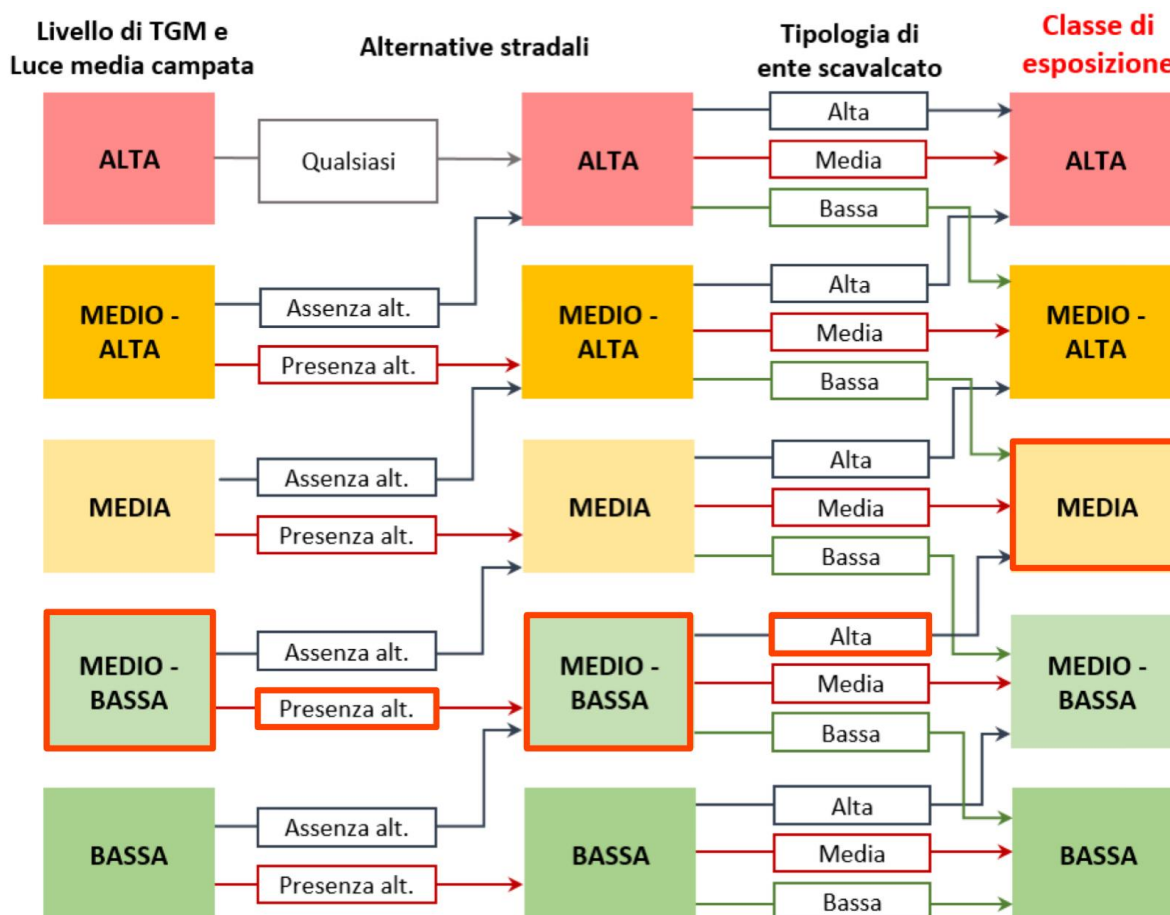 Livello di TGM e
Luce media campata
Alternative stradali
Tipologia di
ente scavalcato
Classe di
esposizione
ALTA
Qualsiasi
ALTA
Alta
Media
Bassa
ALTA
MEDIO -
ALTA
Assenza alt.
Presenza alt.
MEDIO -
ALTA
Alta
Media
Bassa
MEDIO -
ALTA
MEDIA
Assenza alt.
Presenza alt.
MEDIA
Alta
Media
Bassa
MEDIA
MEDIO -
BASSA
Assenza alt.
Presenza alt.
MEDIO -
BASSA
Alta
Media
Bassa
MEDIO -
BASSA
BASSA
Assenza alt.
Presenza alt.
BASSA
Alta
Media
Bassa
BASSA